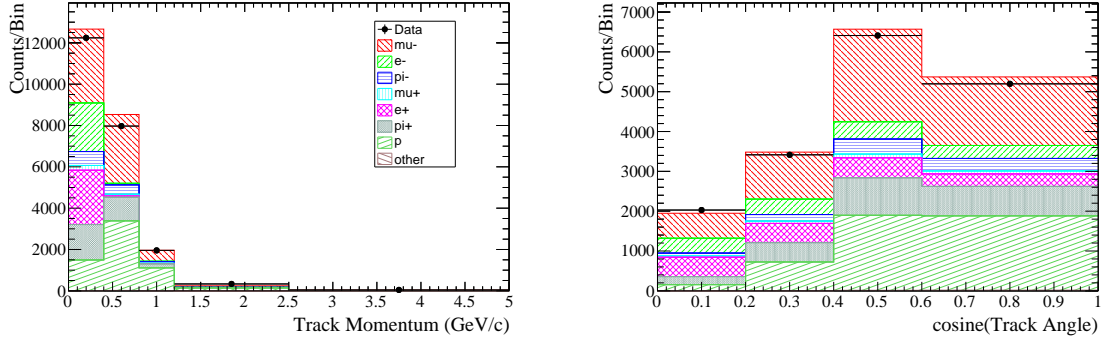 Counts/Bin
12000
10000
8000
6000
4000
2000
0
0 0.5 1 1.5 2 2.5 3 3.5 4 4.5 5
Track Momentum (GeV/c)
Data
mu-
e-
pi-
mu+
e+
pi+
p
other
Counts/Bin
7000
6000
5000
4000
3000
2000
1000
0
0 0.1 0.2 0.3 0.4 0.5 0.6 0.7 0.8 0.9 1
cosine(Track Angle)